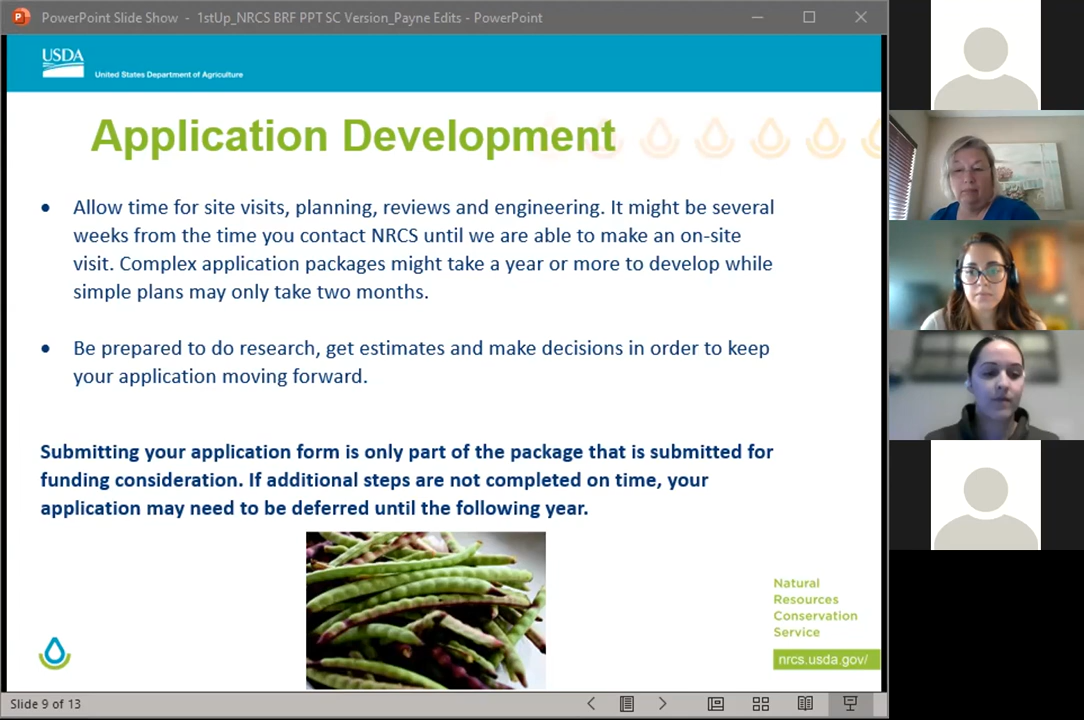 PowerPoint Slide Show - 1stUp_NRCS BRF PPT SC Version_Payne Edits - PowerPoint
USDA
United States Department of Agriculture
Application Development
• Allow time for site visits, planning, reviews and engineering. It might be several
weeks from the time you contact NRCS until we are able to make an on-site
visit. Complex application packages might take a year or more to develop while
simple plans may only take two months.
• Be prepared to do research, get estimates and make decisions in order to keep
your application moving forward.
Submitting your application form is only part of the package that is submitted for
funding consideration. If additional steps are not completed on time, your
application may need to be deferred until the following year.
Natural
Resources
Conservation
Service
nrcs.usda.gov/
Slide 9 of 13